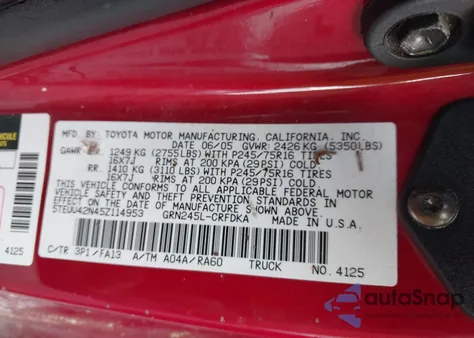 MFD. BY TOYOTA MOTOR MANUFACTURING, CALIFORNIA, INC.
DATE 06/05 GVWR: 2426 KG (5350LBS)
GAWR FR. 1249 KG (2755LBS) WITH P245/75R16 TIRES
16X7J RIMS AT 200 KPA (29PSI) COLD
RR. 1410 KG (3110 LBS) WITH P245/75R16 TIRES
16X7J RIMS AT 200 KPA (29PSI) COLD
THIS VEHICLE CONFORMS TO ALL APPLICABLE FEDERAL MOTOR
VEHICLE SAFETY AND THEFT PREVENTION STANDARDS IN
EFFECT ON THE DATE OF MANUFACTURE SHOWN ABOVE.
5TEUU42N45Z114953 GRN245L-CRFDKA U.S.A.
C/TR 3P1/FA13 A/TM A04A/RA60 TRUCK NO. 4125
4125
autoSnap